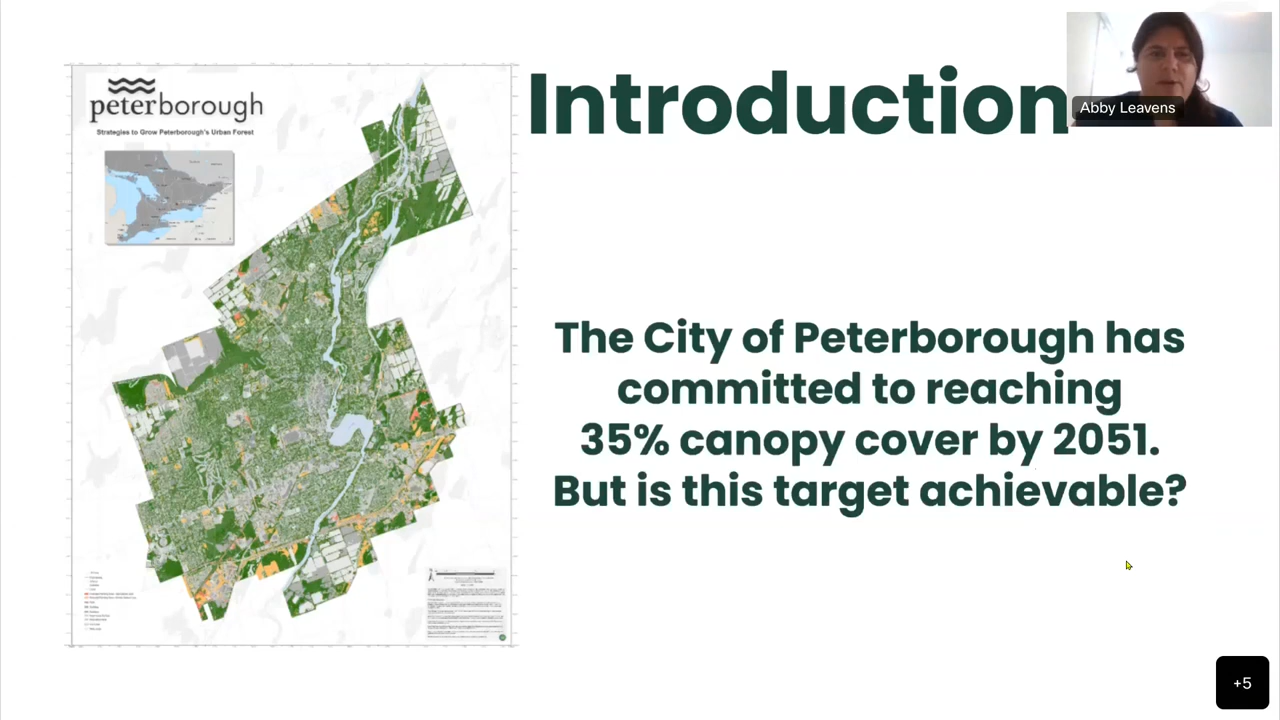 peterborough
Strategies to Grow Peterborough's Urban Forest
Introduction
Abby Leavens
The City of Peterborough has
committed to reaching
35% canopy cover by 2051.
But is this target achievable?
+5